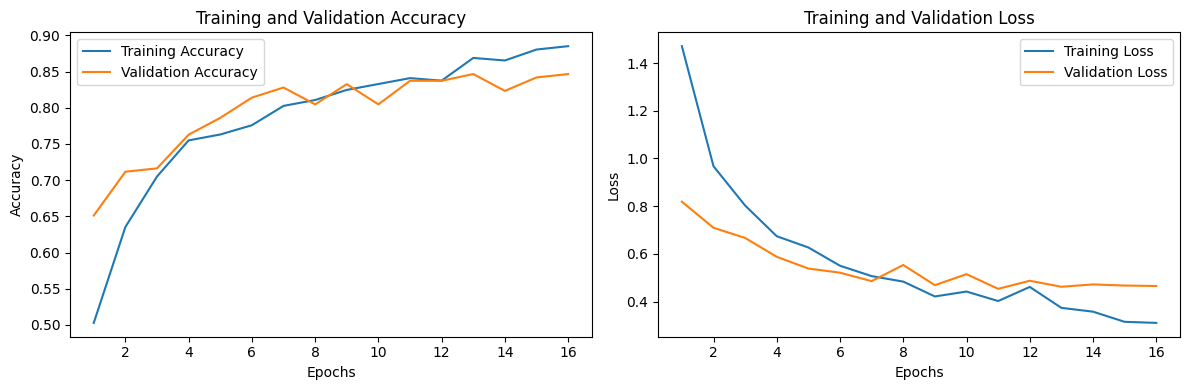 Training and Validation Accuracy
Training Accuracy
Validation Accuracy
0.90
0.85
0.80
0.75
0.70
0.65
0.60
0.55
0.50
Accuracy
2 4 6 8 10 12 14 16
Epochs
Training and Validation Loss
Training Loss
Validation Loss
1.4
1.2
1.0
0.8
0.6
0.4
Loss
2 4 6 8 10 12 14 16
Epochs